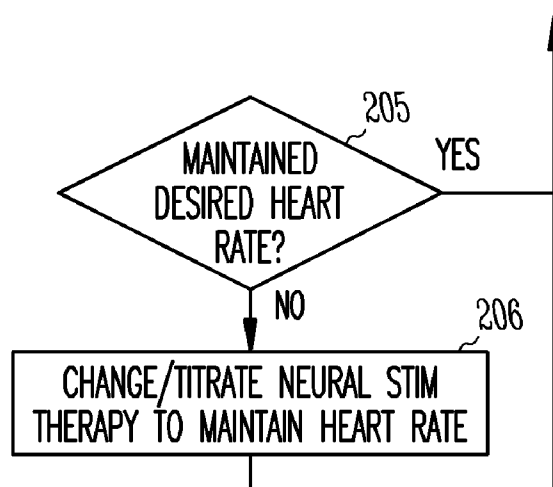 205
MAINTAINED
DESIRED HEART
RATE?
YES
NO
206
CHANGE/TITRATE NEURAL STIM
THERAPY TO MAINTAIN HEART RATE